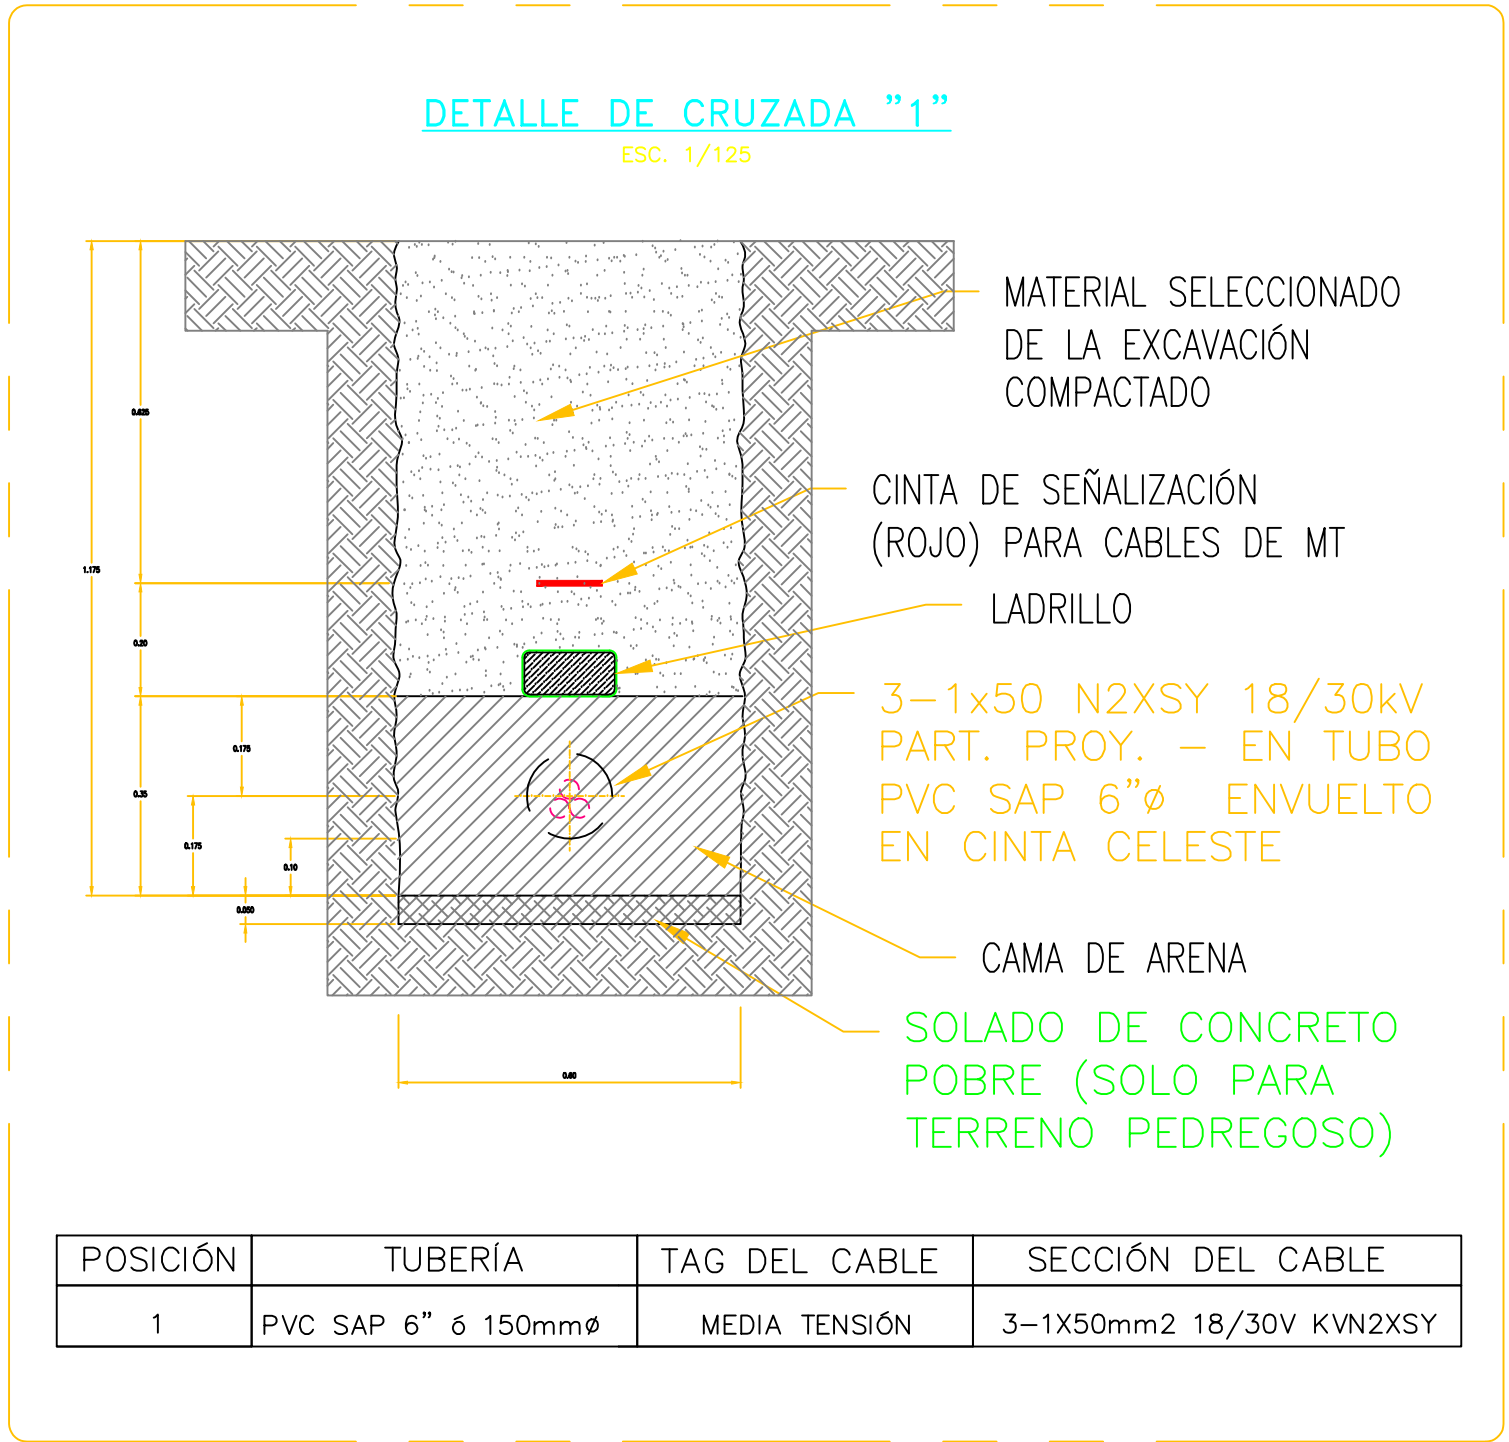 DETALLE DE CRUZADA "1"
ESC. 1/125
MATERIAL SELECCIONADO
DE LA EXCAVACIÓN
COMPACTADO
0.625
CINTA DE SEÑALIZACIÓN
(ROJO) PARA CABLES DE MT
1.175
LADRILLO
0.20
3-1x50 N2XSY 18/30kV
PART. PROY. - EN TUBO
PVC SAP 6"ø ENVUELTO
EN CINTA CELESTE
0.175
0.35
0.175
0.10
0.050
CAMA DE ARENA
SOLADO DE CONCRETO
POBRE (SOLO PARA
TERRENO PEDREGOSO)
0.60
POSICIÓN TUBERÍA TAG DEL CABLE SECCIÓN DEL CABLE
1 PVC SAP 6" ó 150mmø MEDIA TENSIÓN 3-1X50mm2 18/30V KVN2XSY